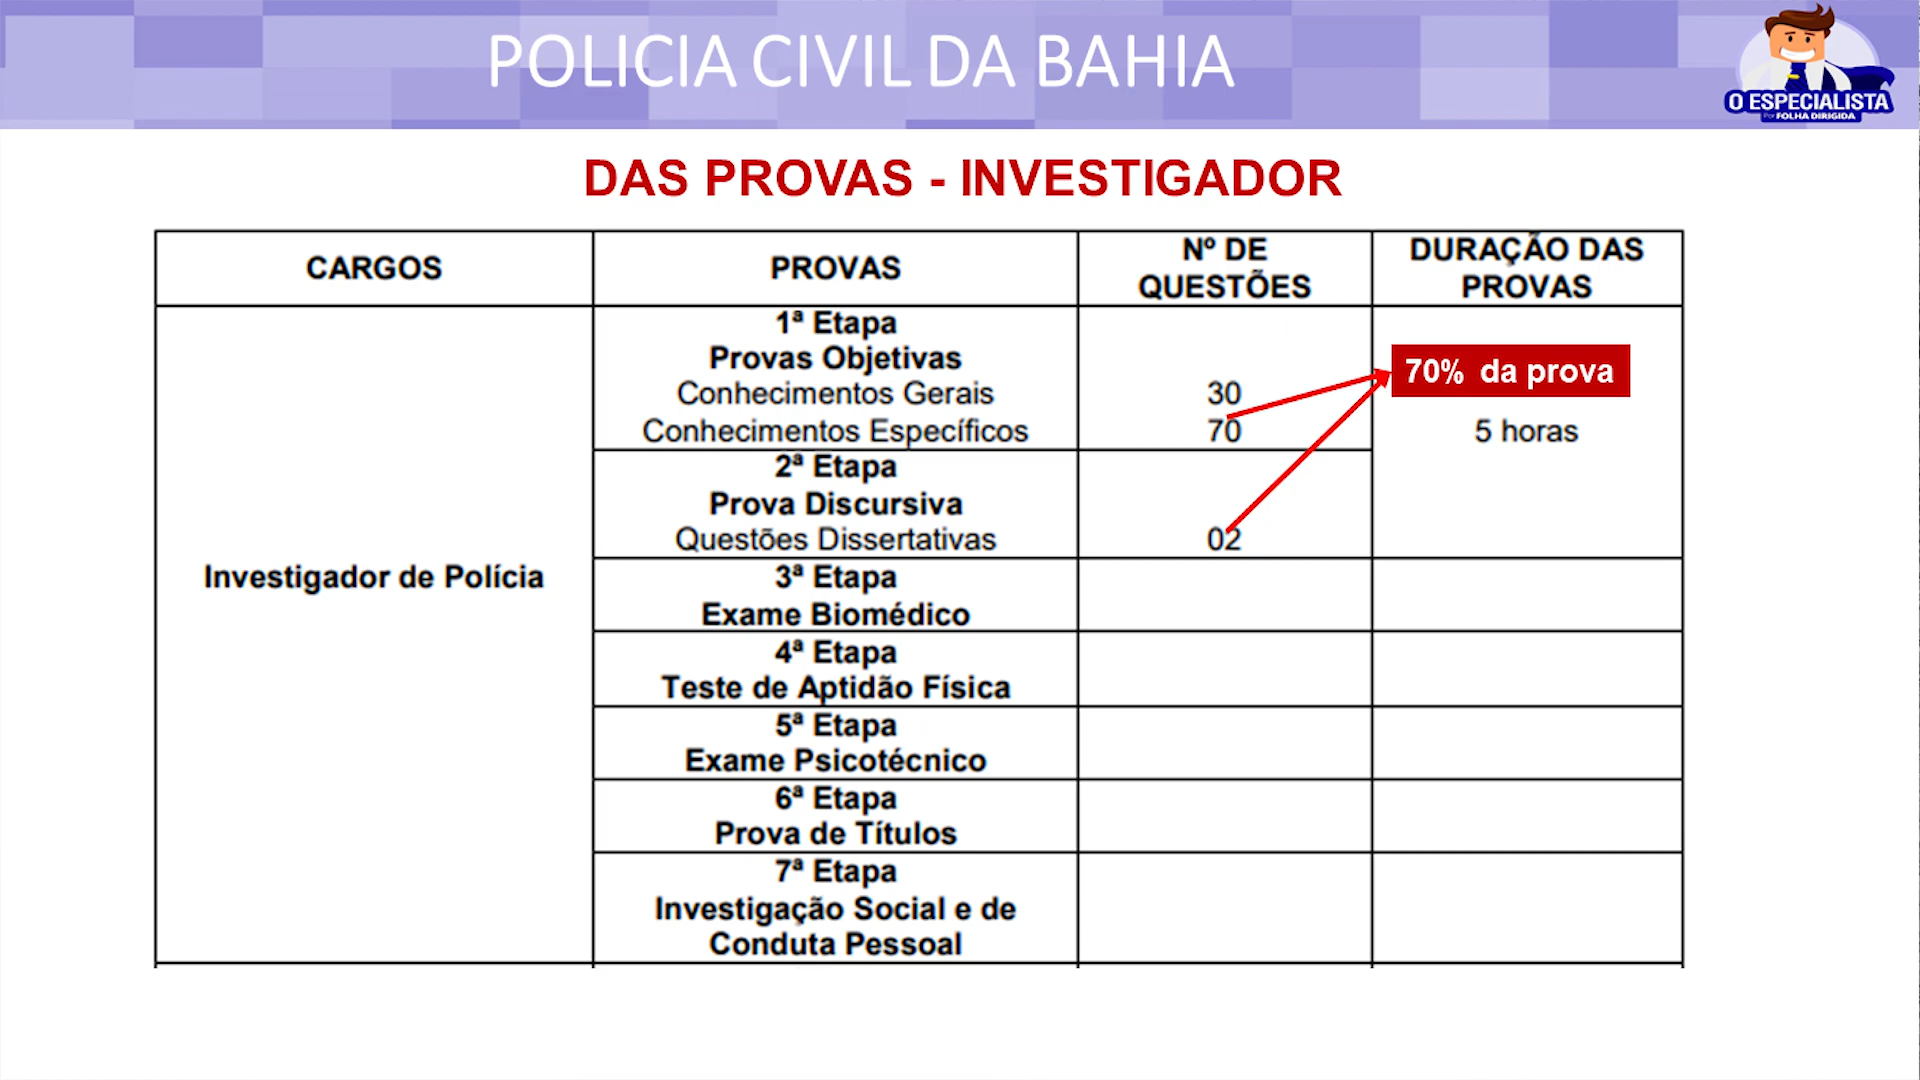 POLICIA CIVIL DA BAHIA
O ESPECIALISTA
Por FOLHA DIRIGIDA
DAS PROVAS - INVESTIGADOR
CARGOS
PROVAS
Nº DE
QUESTÕES
DURAÇÃO DAS
PROVAS
Investigador de Polícia
1ª Etapa
Provas Objetivas
Conhecimentos Gerais
30
Conhecimentos Específicos
70
70% da prova
5 horas
2ª Etapa
Prova Discursiva
Questões Dissertativas
02
3ª Etapa
Exame Biomédico
4ª Etapa
Teste de Aptidão Física
5ª Etapa
Exame Psicotécnico
6ª Etapa
Prova de Títulos
7ª Etapa
Investigação Social e de
Conduta Pessoal